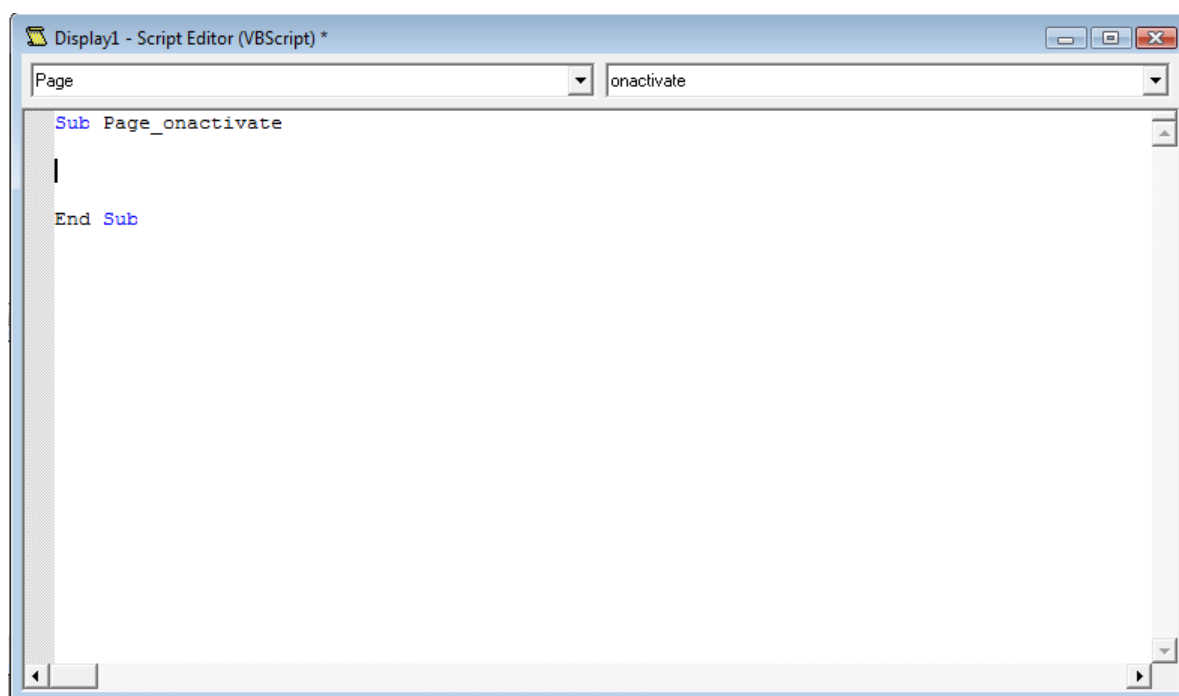 Display1 - Script Editor (VBScript) *
Page
onactivate
Sub Page_onactivate
End Sub